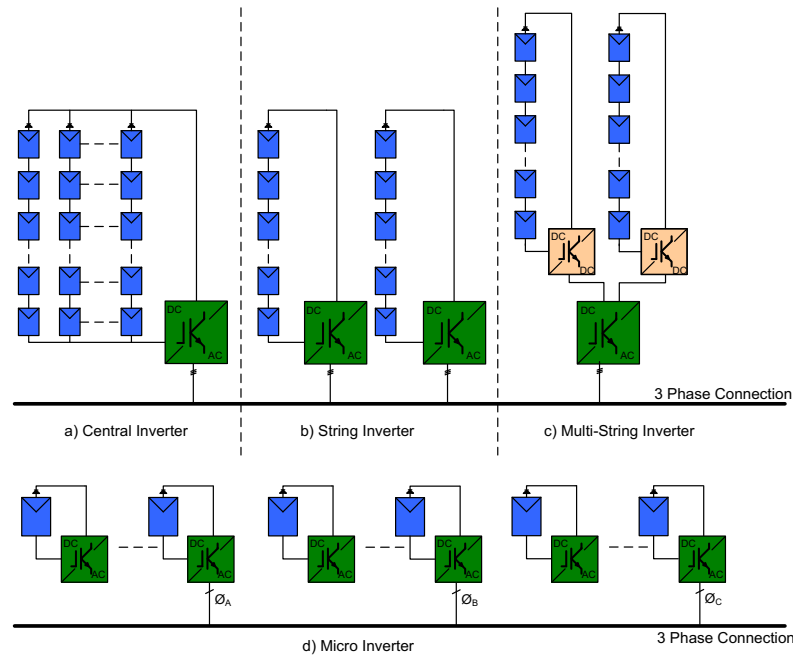 DC
DC
DC
DC
DC
AC
DC
AC
DC
AC
DC
AC
3 Phase Connection
a) Central Inverter
b) String Inverter
c) Multi-String Inverter
DC
AC
DC
AC
DC
AC
DC
AC
DC
AC
DC
AC
ØA
ØB
ØC
3 Phase Connection
d) Micro Inverter